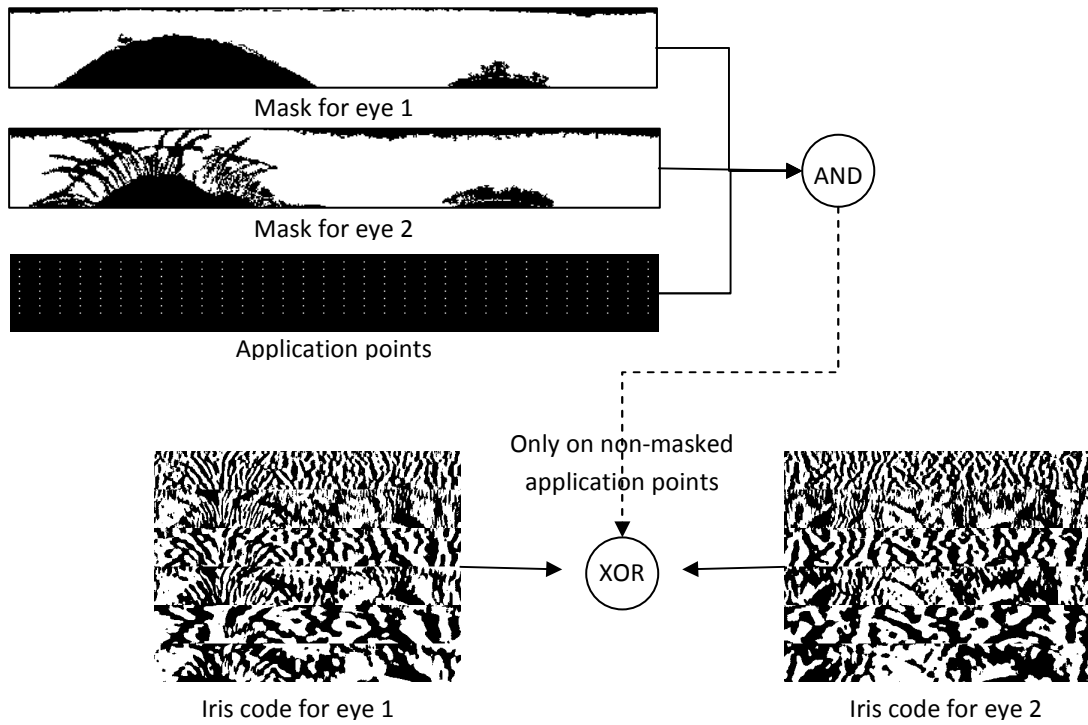 Mask for eye 1
AND
Mask for eye 2
Application points
Only on non-masked
application points
XOR
Iris code for eye 1
Iris code for eye 2